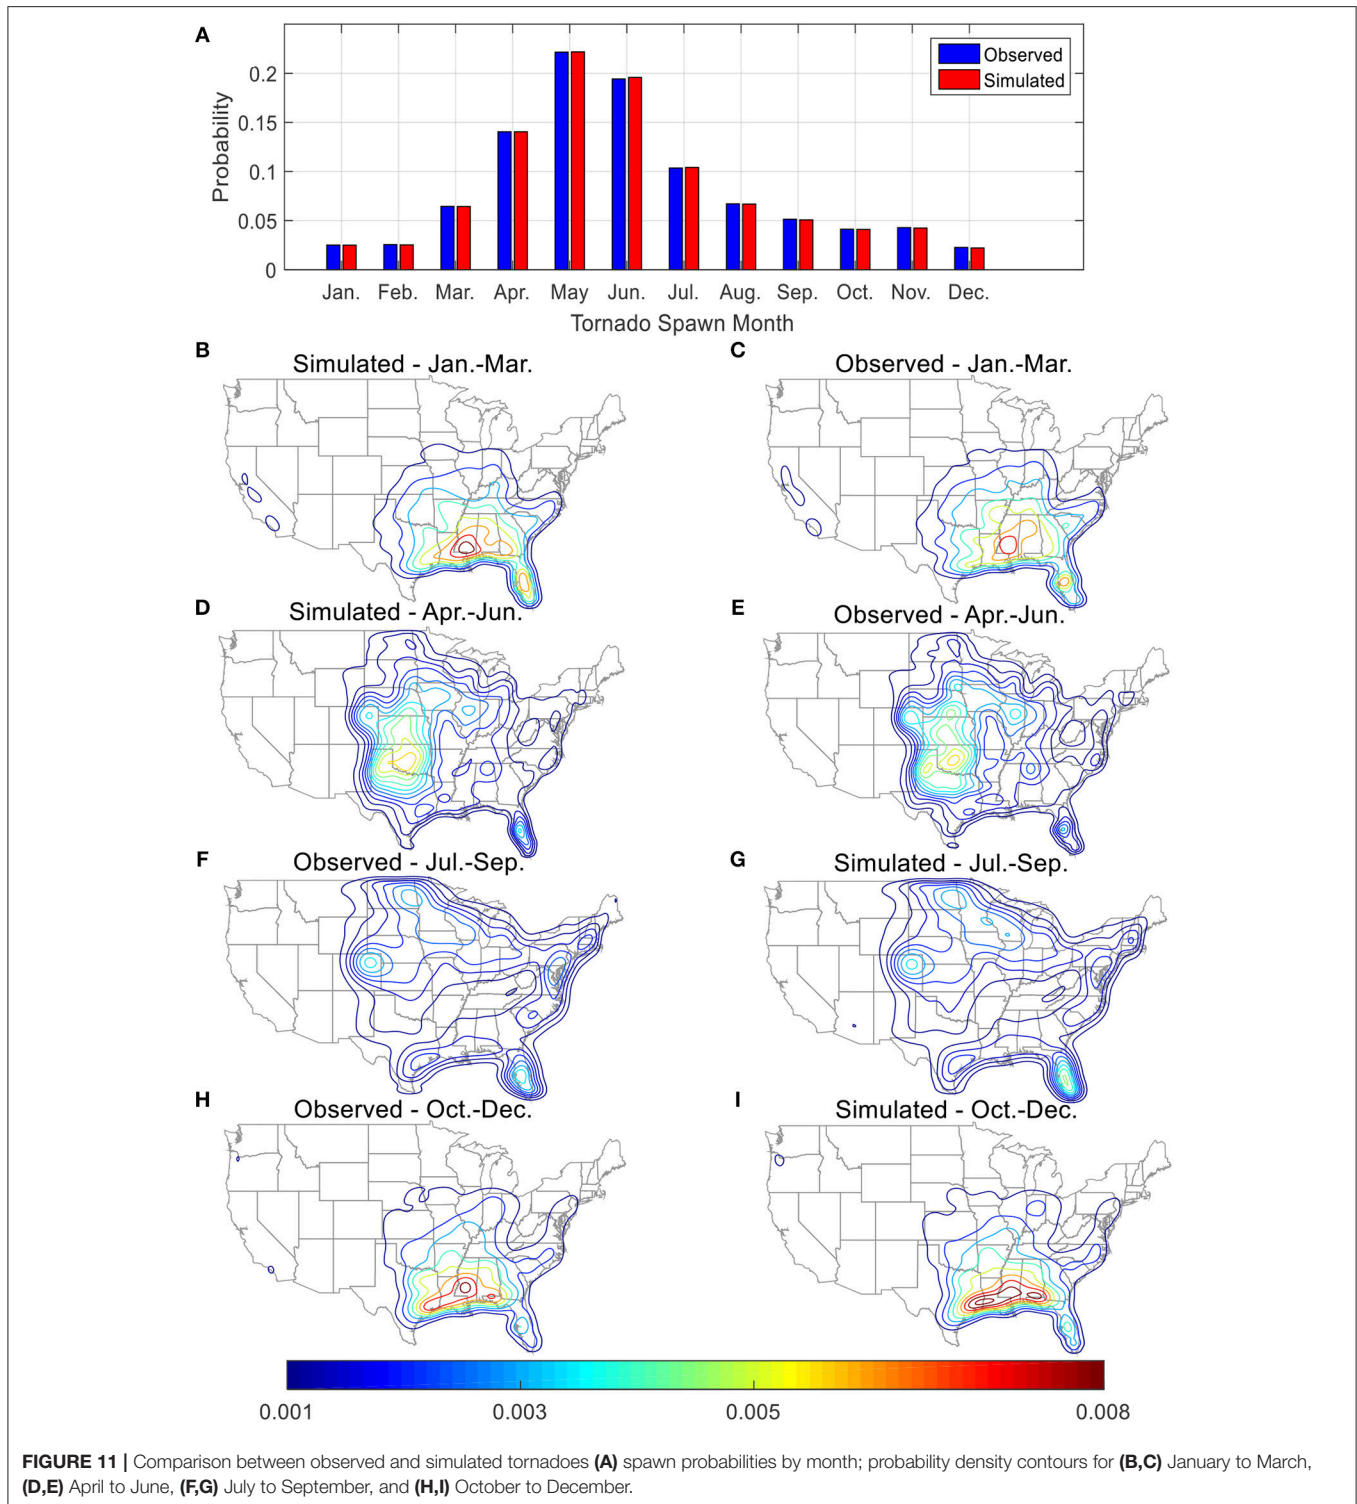 A
Observed
Simulated
Probability
0.2
0.15
0.1
0.05
0
Jan. Feb. Mar. Apr. May Jun. Jul. Aug. Sep. Oct. Nov. Dec.
Tornado Spawn Month
B
Simulated - Jan.-Mar.
C
Observed - Jan.-Mar.
D
Simulated - Apr.-Jun.
E
Observed - Apr.-Jun.
F
Observed - Jul.-Sep.
G
Simulated - Jul.-Sep.
H
Observed - Oct.-Dec.
I
Simulated - Oct.-Dec.
0.001 0.003 0.005 0.008
FIGURE 11 | Comparison between observed and simulated tornadoes (A) spawn probabilities by month; probability density contours for (B,C) January to March,
(D,E) April to June, (F,G) July to September, and (H,I) October to December.